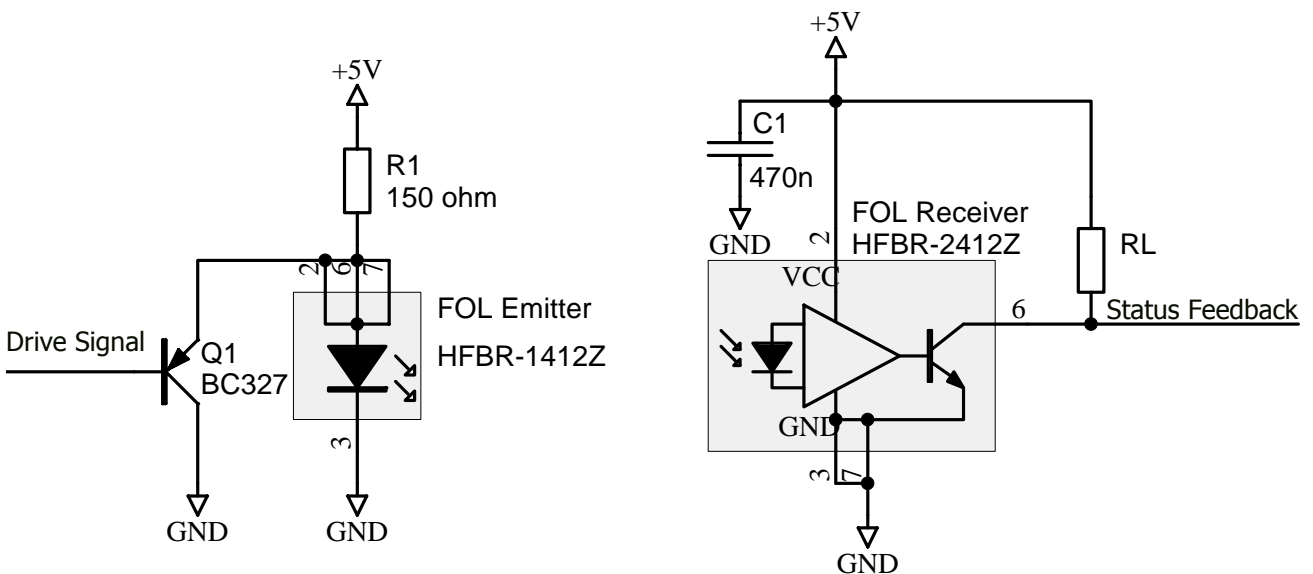 +5V
R1
150 ohm
2
6
7
FOL Emitter
HFBR-1412Z
Drive Signal
Q1
BC327
3
GND
GND
+5V
C1
470n
GND
2
FOL Receiver
HFBR-2412Z
VCC
RL
6
Status Feedback
GND
3
7
GND